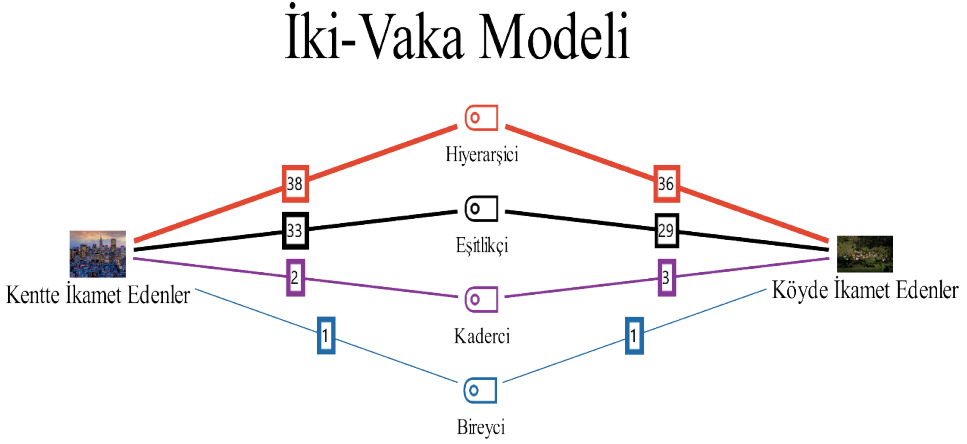 İki-Vaka Modeli
Hiyerarşici
38
36
Eşitlikçi
33
29
Kentte İkamet Edenler
Köyde İkamet Edenler
2
3
Kaderci
1
1
Bireyci